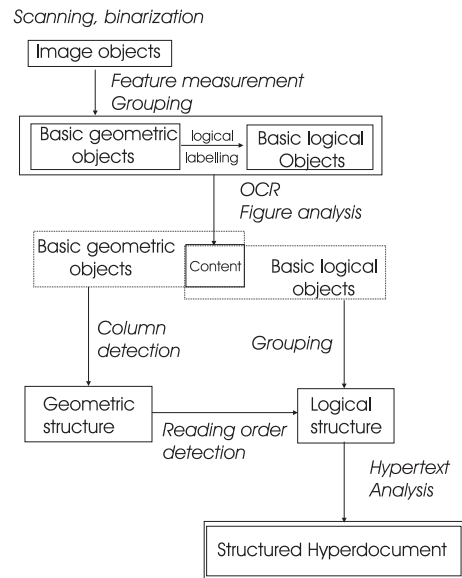 Scanning, binarization
Image objects
Feature measurement
Grouping
Basic geometric
objects
logical
labelling
Basic logical
Objects
OCR
Figure analysis
Basic geometric
objects
Content
Basic logical
objects
Column
detection
Grouping
Geometric
structure
Reading order
detection
Logical
structure
Hypertext
Analysis
Structured Hyperdocument